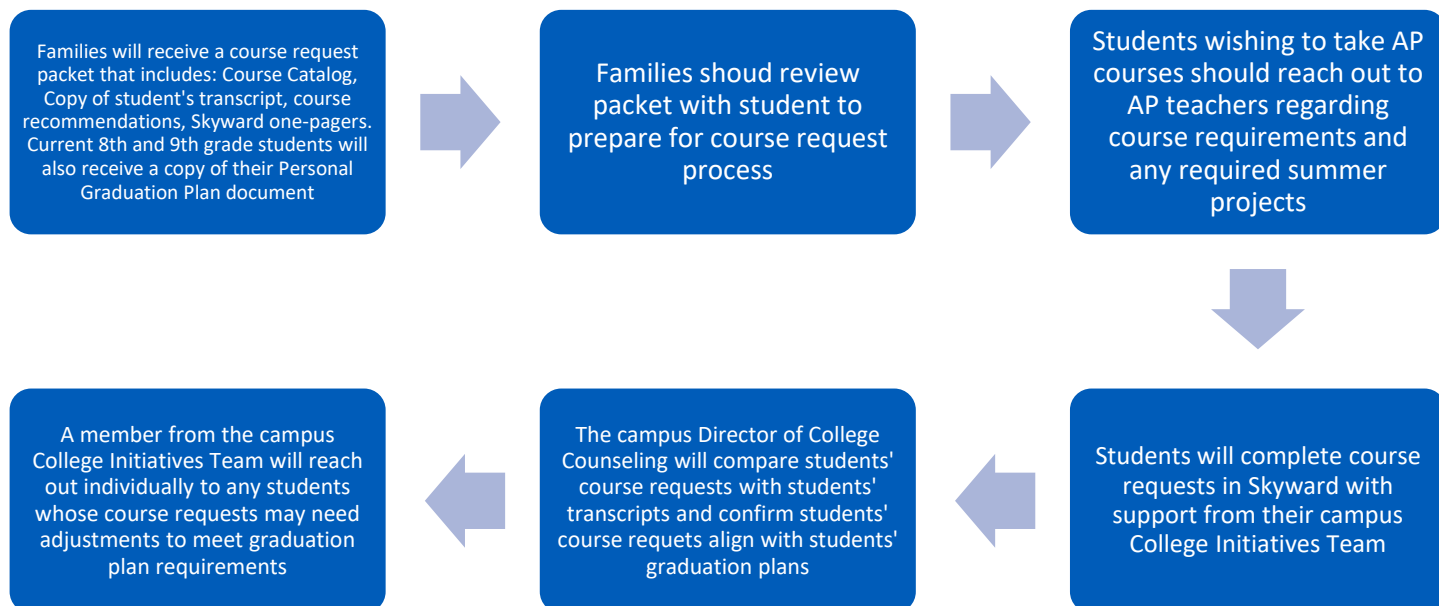 Families will receive a course request
packet that includes: Course Catalog,
Copy of student's transcript, course
recommendations, Skyward one-pagers.
Current 8th and 9th grade students will
also receive a copy of their Personal
Graduation Plan document
Families shoud review
packet with student to
prepare for course request
process
Students wishing to take AP
courses should reach out to
AP teachers regarding
course requirements and
any required summer
projects
Students will complete course
requests in Skyward with
support from their campus
College Initiatives Team
The campus Director of College
Counseling will compare students'
course requests with students'
transcripts and confirm students'
course requets align with students'
graduation plans
A member from the campus
College Initiatives Team will reach
out individually to any students
whose course requests may need
adjustments to meet graduation
plan requirements